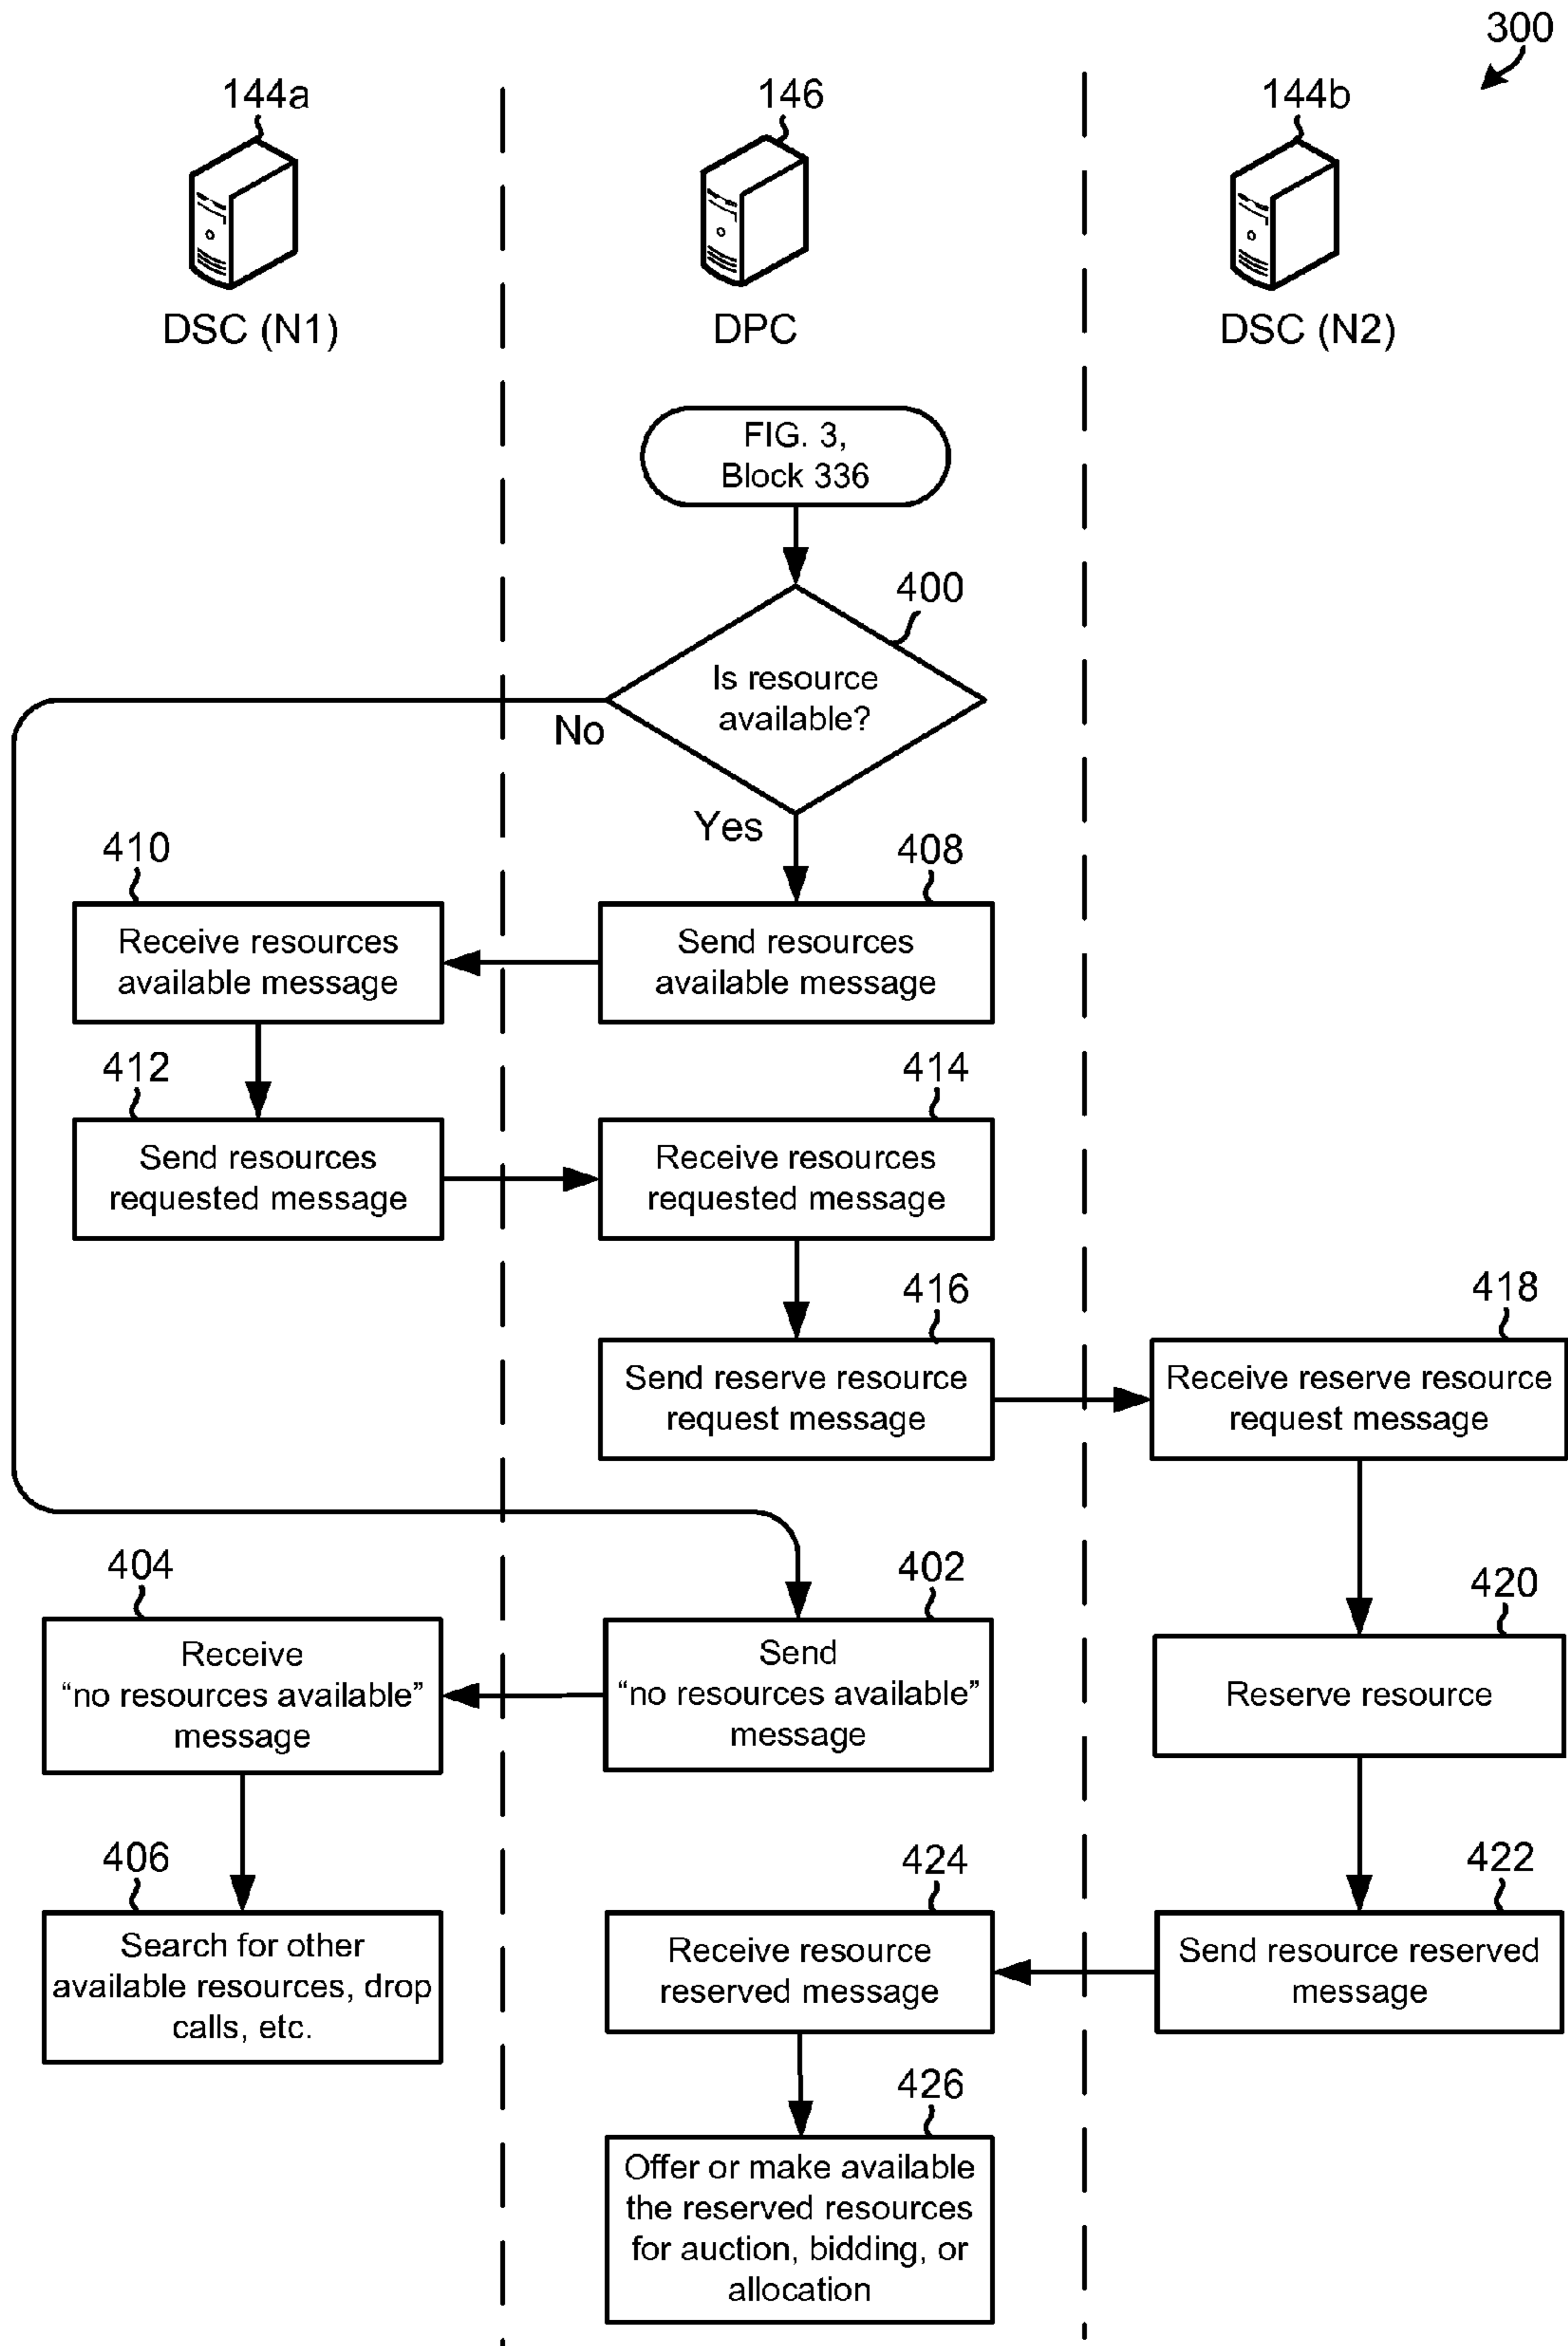 300
144a
146
144b
DSC (N1)
DPC
DSC (N2)
FIG. 3,
Block 336
400
Is resource
available?
No
Yes
410
408
Receive resources
available message
Send resources
available message
412
414
Send resources
requested message
Receive resources
requested message
416
418
Send reserve resource
request message
Receive reserve resource
request message
404
402
420
Receive
“no resources available”
message
Send
“no resources available”
message
Reserve resource
406
424
422
Search for other
available resources, drop
calls, etc.
Receive resource
reserved message
Send resource reserved
message
426
Offer or make available
the reserved resources
for auction, bidding, or
allocation